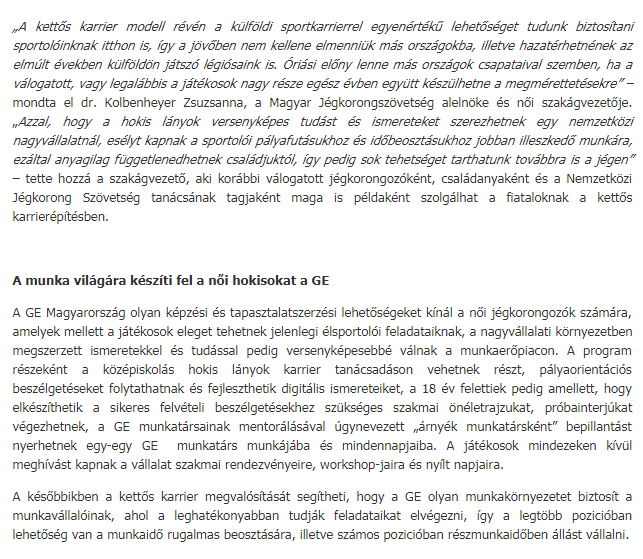 „A kettős karrier modell révén a külföldi sportkarrierrel egyenértékű lehetőséget tudunk biztosítani
sportolóinknak itthon is, így a jövőben nem kellene elmenniük más országokba, illetve hazatérhetnének az
elmúlt években külföldön játszó légiósaink is. Óriási előny lenne más országok csapataival szemben, ha a
válogatott, vagy legalábbis a játékosok nagy része egész évben együtt készülhetne a megmérettetésekre” –
mondta el dr. Kolbenheyer Zsuzsanna, a Magyar Jégkorongszövetség alelnöke és női szakágvezetője.
„Azzal, hogy a hokis lányok versenyképes tudást és ismereteket szerezhetnek egy nemzetközi
nagyvállalatnál, esélyt kapnak a sportolói pályafutásukhoz és időbeosztásukhoz jobban illeszkedő munkára,
ezáltal anyagilag függetlenedhetnek családjuktól, így pedig sok tehetséget tarthatunk továbbra is a jégen”
– tette hozzá a szakágvezető, aki korábbi válogatott jégkorongozóként, családanyaként és a Nemzetközi
Jégkorong Szövetség tanácsának tagjaként maga is példaként szolgálhat a fiataloknak a kettős
karrierépítésben.
A munka világára készíti fel a női hokisokat a GE
A GE Magyarország olyan képzési és tapasztalatszerzési lehetőségeket kínál a női jégkorongozók számára,
amelyek mellett a játékosok eleget tehetnek jelenlegi élsportolói feladataiknak, a nagyvállalati környezetben
megszerzett ismeretekkel és tudással pedig versenyképesebbé válnak a munkaerőpiacon. A program
részeként a középiskolás hokis lányok karrier tanácsadáson vehetnek részt, pályaorientációs
beszélgetéseket folytathatnak és fejleszthetik digitális ismereteiket, a 18 év felettiek pedig amellett, hogy
elkészíthetik a sikeres felvételi beszélgetésekhez szükséges szakmai önéletrajzukat, próbainterjúkat
végezhetnek, a GE munkatársainak mentorálásával úgynevezett „árnyék munkatársként” bepillantást
nyerhetnek egy-egy GE munkatárs munkájába és mindennapjaiba. A játékosok mindezeken kívül
meghívást kapnak a vállalat szakmai rendezvényeire, workshop-jaira és nyílt napjaira.
A későbbikben a kettős karrier megvalósítását segítheti, hogy a GE olyan munkakörnyezetet biztosít a
munkavállalóinak, ahol a leghatékonyabban tudják feladataikat elvégezni, így a legtöbb pozícióban
lehetőség van a munkaidő rugalmas beosztására, illetve számos pozícióban részmunkaidőben állást vállalni.